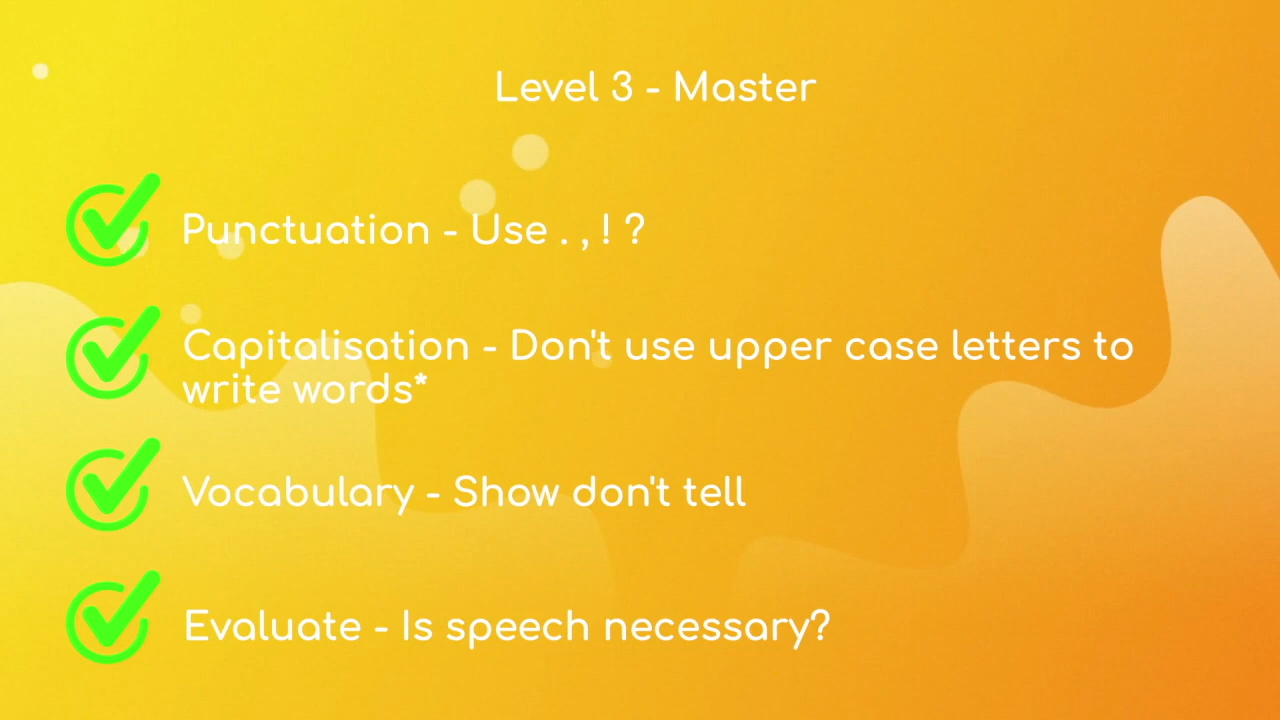 Level 3 - Master
Punctuation - Use . , ! ?
Capitalisation - Don't use upper case letters to
write words*
Vocabulary - Show don't tell
Evaluate - Is speech necessary?